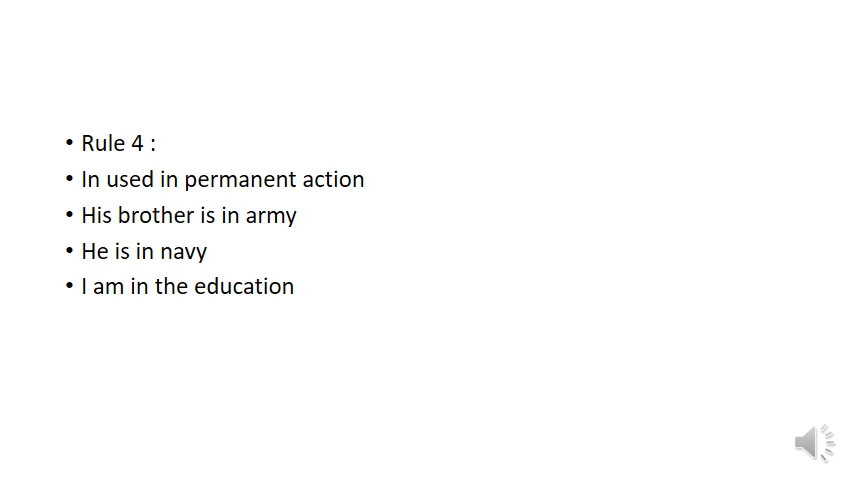 • Rule 4 :
• In used in permanent action
• His brother is in army
• He is in navy
• I am in the education